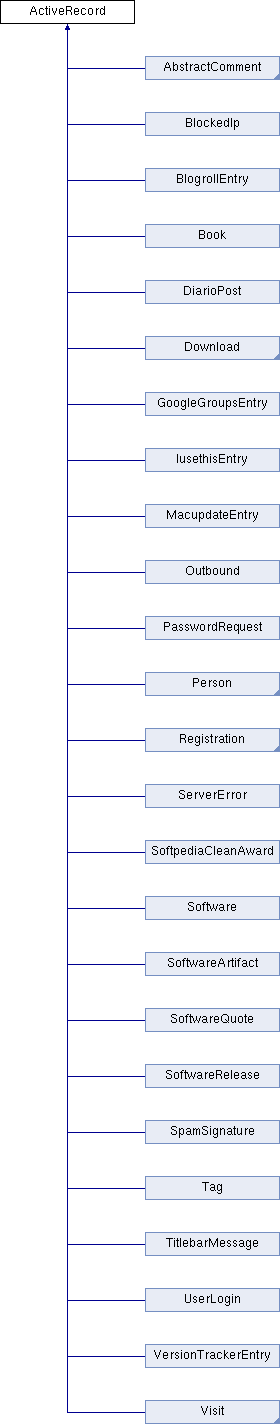 ActiveRecord
AbstractComment
BlockedIp
BlogrollEntry
Book
DiarioPost
Download
GoogleGroupsEntry
IusethisEntry
MacupdateEntry
Outbound
PasswordRequest
Person
Registration
ServerError
SoftpediaCleanAward
Software
SoftwareArtifact
SoftwareQuote
SoftwareRelease
SpamSignature
Tag
TitlebarMessage
UserLogin
VersionTrackerEntry
Visit